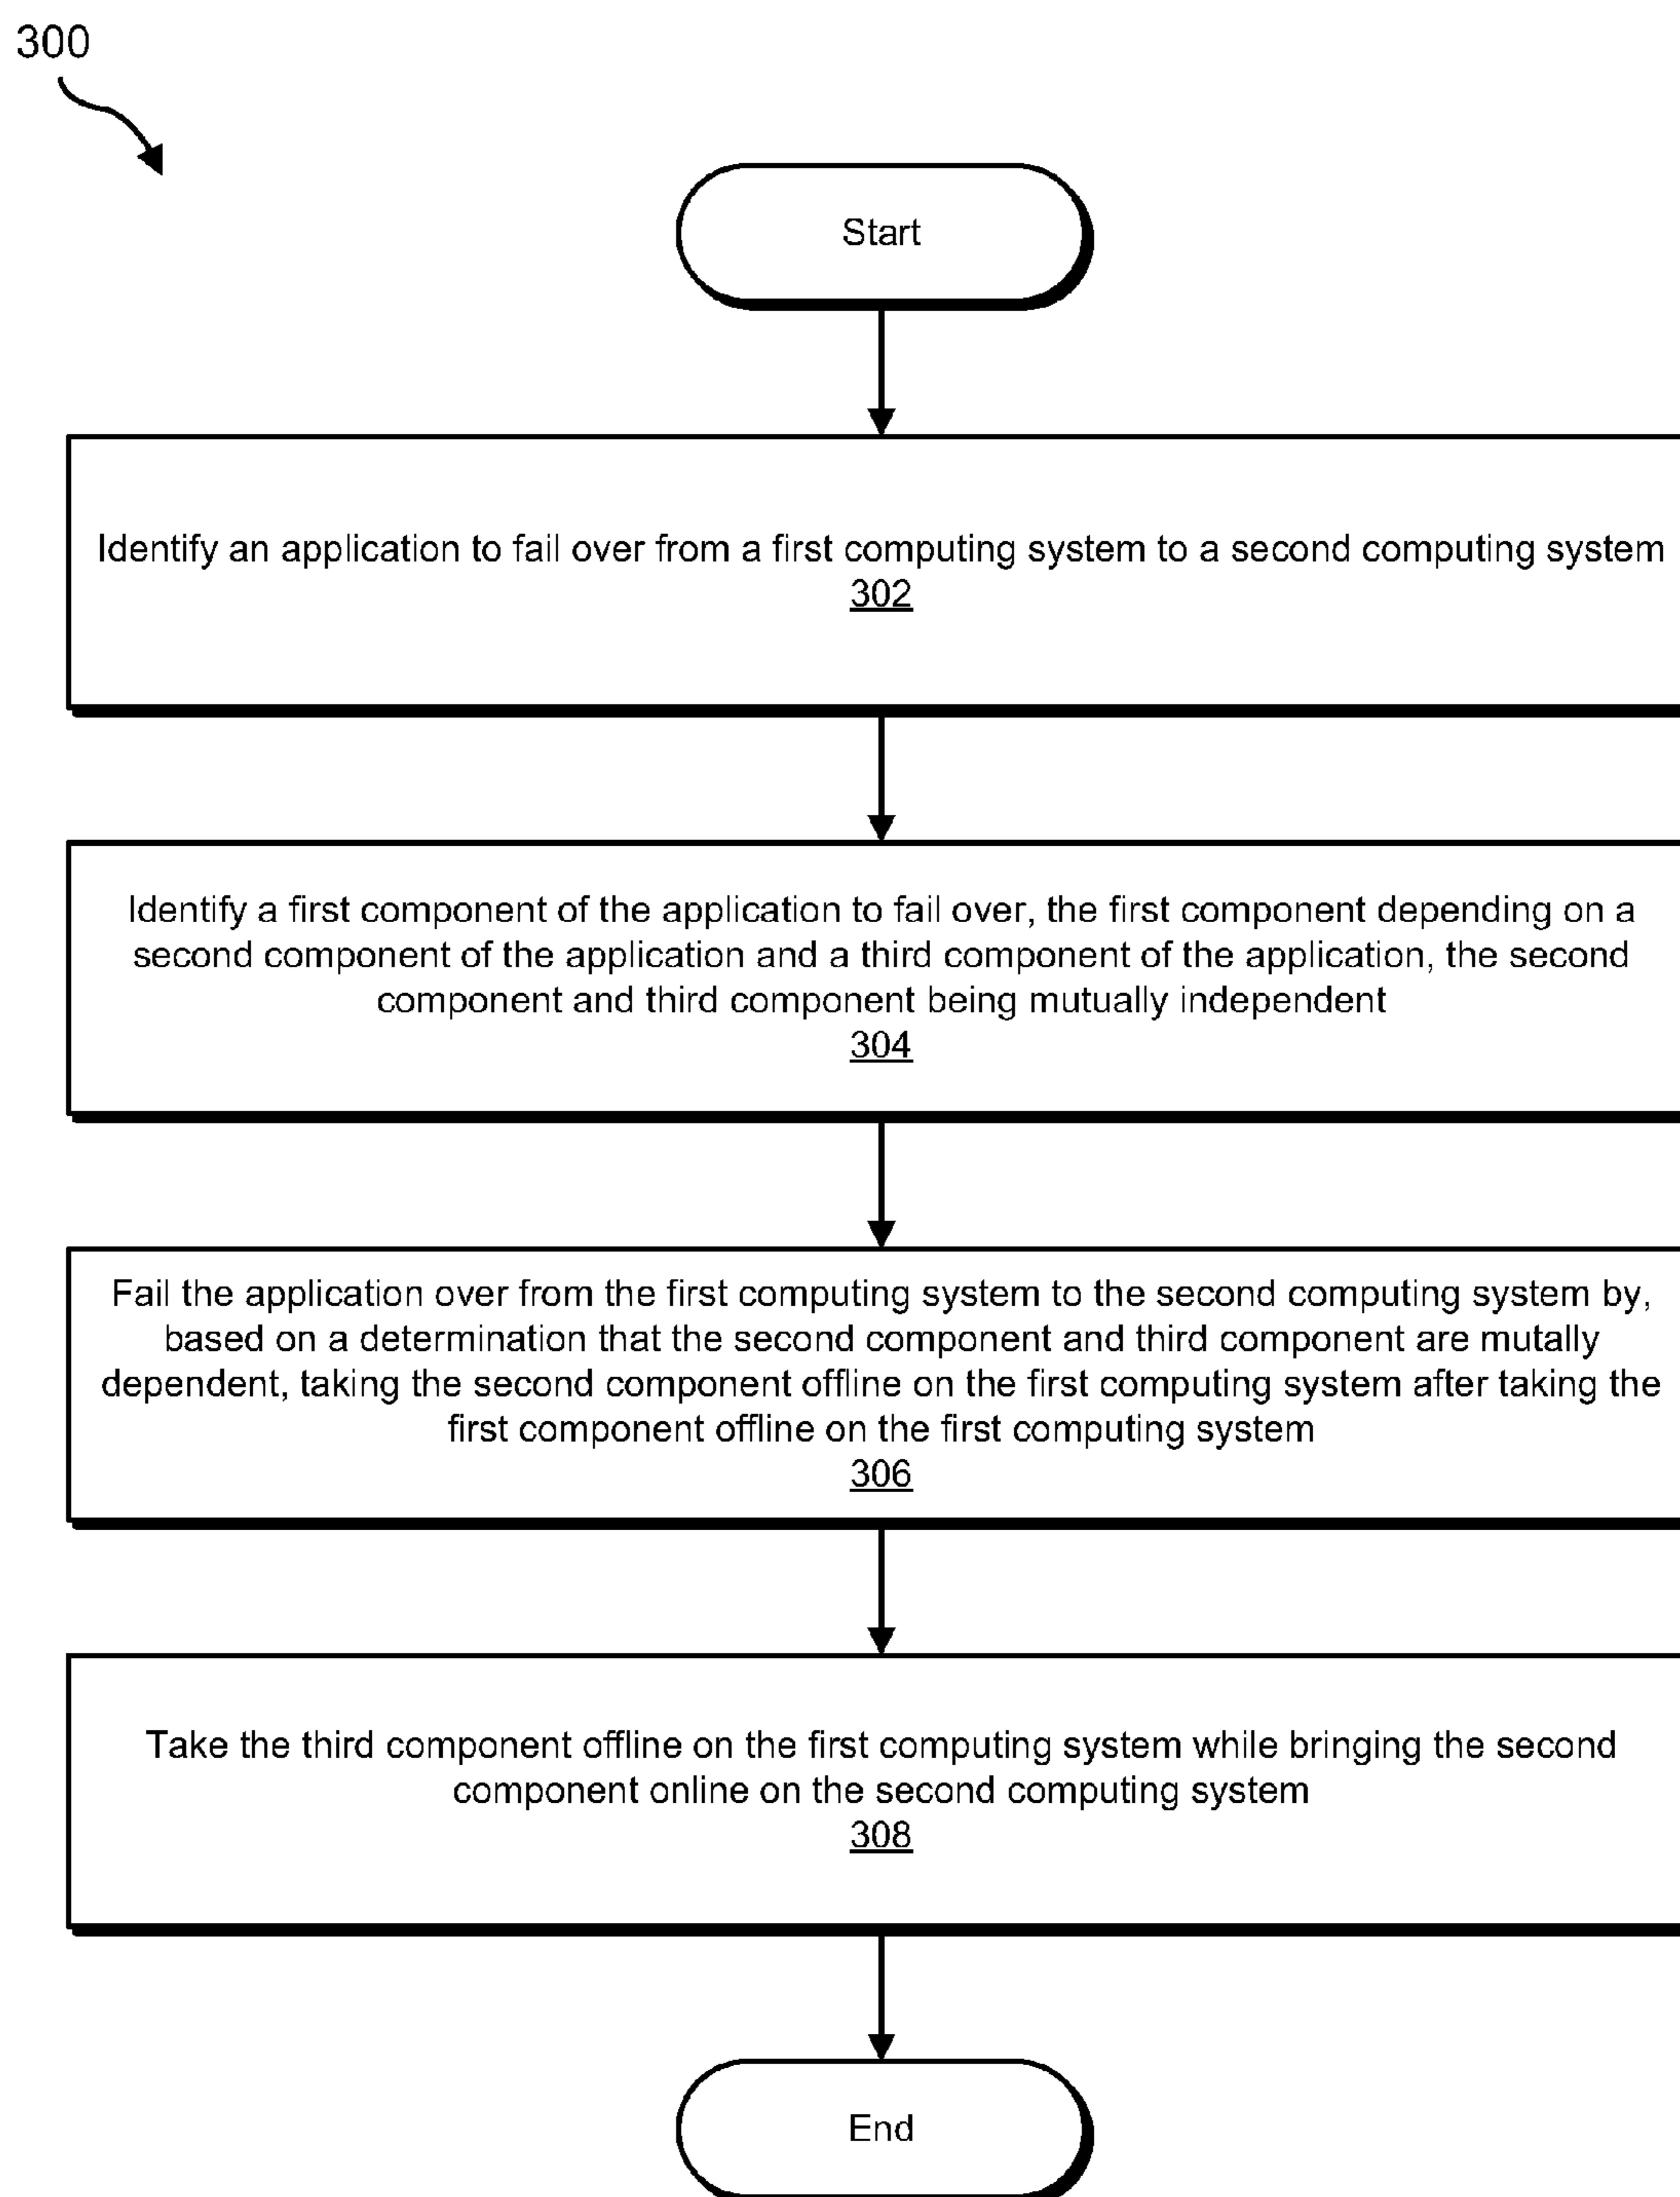 300
Start
Identify an application to fail over from a first computing system to a second computing system
302
Identify a first component of the application to fail over, the first component depending on a
second component of the application and a third component of the application, the second
component and third component being mutually independent
304
Fail the application over from the first computing system to the second computing system by,
based on a determination that the second component and third component are mutally
dependent, taking the second component offline on the first computing system after taking the
first component offline on the first computing system
306
Take the third component offline on the first computing system while bringing the second
component online on the second computing system
308
End